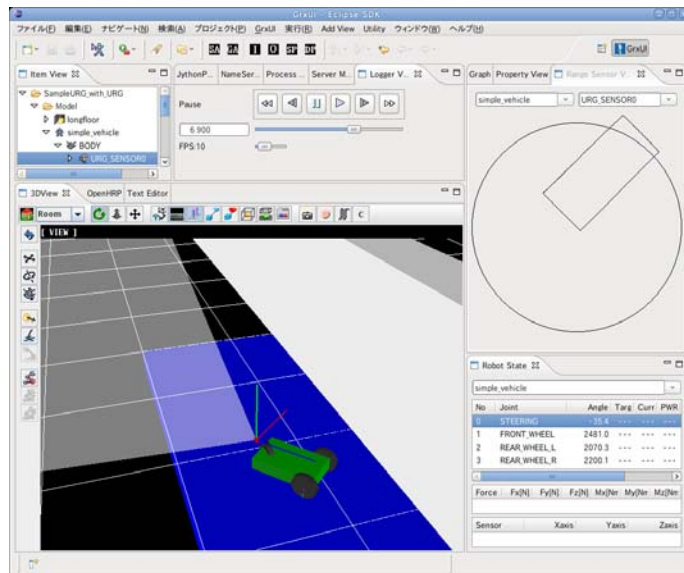 GrxUI - Eclipse SDK
ファイル(F) 編集(E) ナビゲート(N) 検索(A) プロジェクト(P) GrxUI 実行(R) Add View Utility ウィンドウ(W) ヘルプ(H)
SA GA I O SP DP GrxUI
Item View
SampleURG_with_URG
Model
longfloor
simple_vehicle
BODY
URG_SENSOR0
JythonP... NameSer... Process ... Server M... Logger V...
Pause
6.900
FPS:10
Graph Property View Range Sensor V...
simple_vehicle URG_SENSOR0
3DView OpenHRP Text Editor
Room C
[ VIEW ]
Robot State
simple_vehicle
No Joint Angle Targ Curr PWR
0 STEERING -35.4 --- --- ---
1 FRONT_WHEEL 2481.0 --- --- ---
2 REAR_WHEEL_L 2070.3 --- --- ---
3 REAR_WHEEL_R 2200.1 --- --- ---
Force Fx[N] Fy[N] Fz[N] Mx[Nm My[Nm Mz[Nm
Sensor Xaxis Yaxis Zaxis